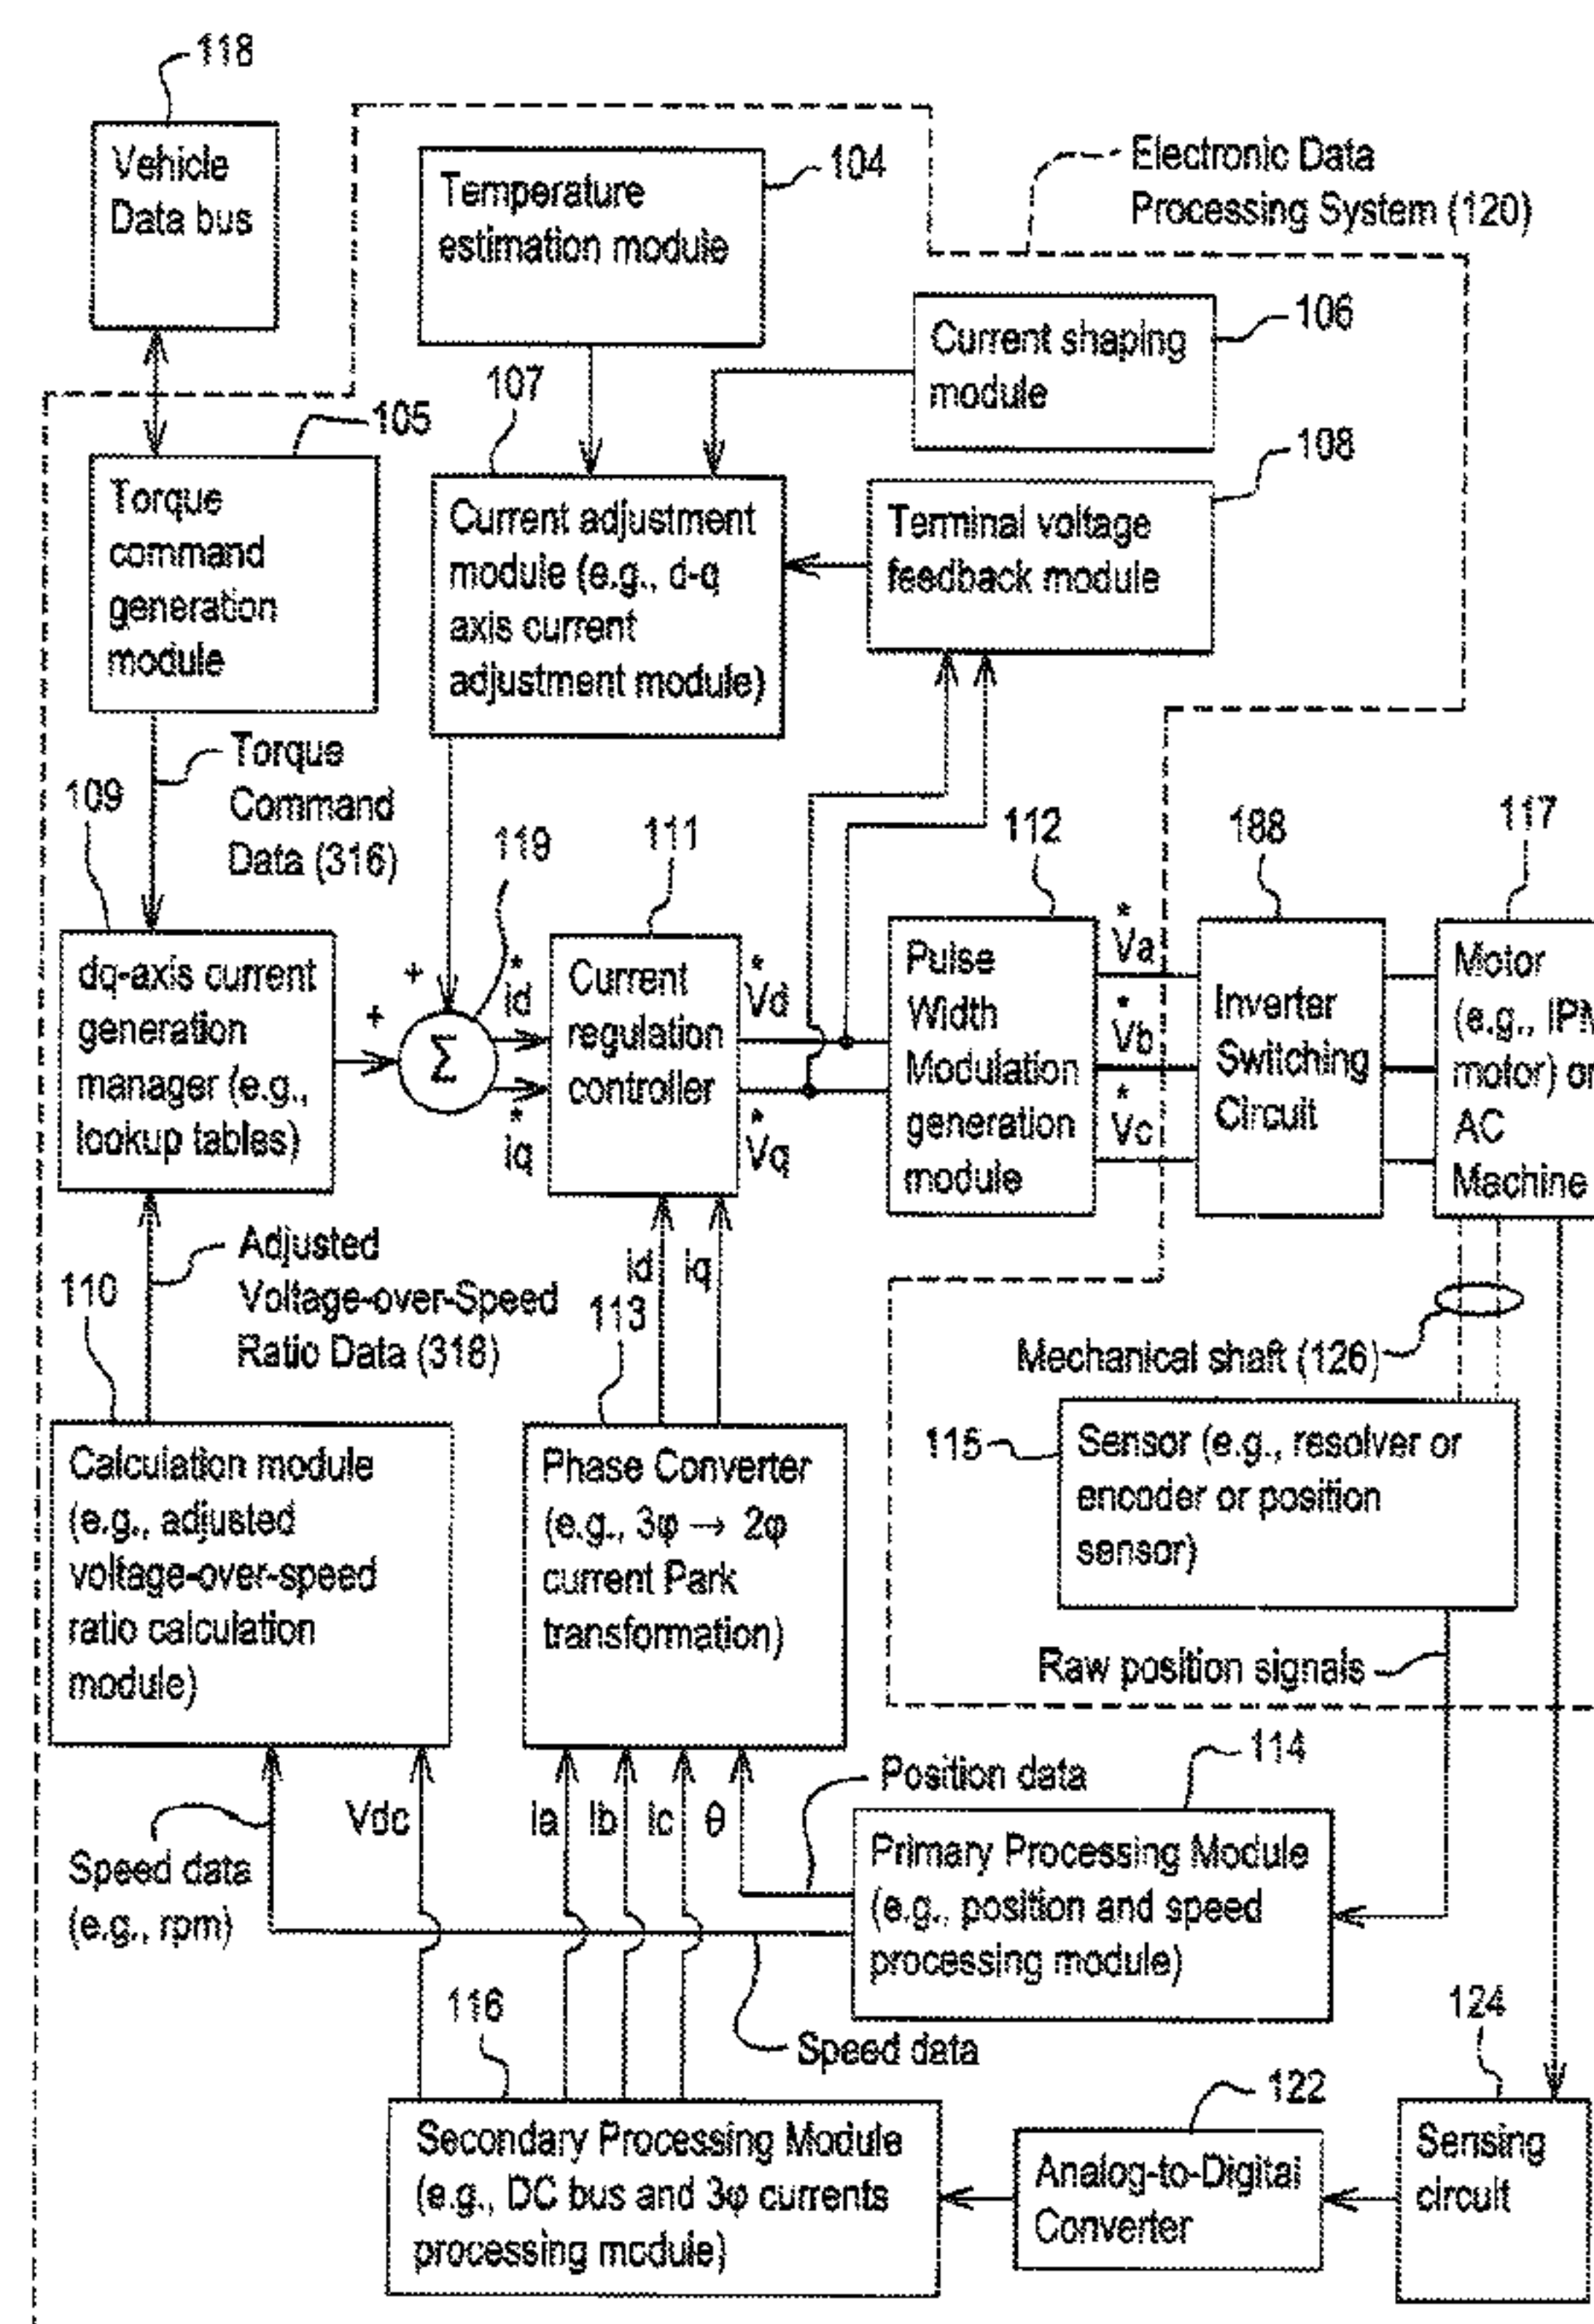 118
Vehicle
Data bus
Temperature
estimation module
104
Electronic Data
Processing System (120)
Current shaping
module
106
107
105
108
Torque
command
generation
module
Current adjustment
module (e.g., d-q
axis current
adjustment module)
Terminal voltage
feedback module
Torque
Command
Data (316)
109
119
111
112
188
117
dq-axis current
generation
manager (e.g.,
lookup tables)
+
+
Σ
id*
iq*
Current
regulation
controller
Vd*
Vq*
Pulse
Width
Modulation
generation
module
Va*
Vb*
Vc*
Inverter
Switching
Circuit
Motor
(e.g., IPM
motor) or
AC
Machine
Adjusted
Voltage-over-Speed
Ratio Data (318)
110
id
iq
113
Mechanical shaft (126)
Calculation module
(e.g., adjusted
voltage-over-speed
ratio calculation
module)
Phase Converter
(e.g., 3φ → 2φ
current Park
transformation)
115
Sensor (e.g., resolver or
encoder or position
sensor)
Raw position signals
114
Position data
Vdc
Ia
Ib
Ic
θ
Speed data
(e.g., rpm)
Primary Processing Module
(e.g., position and speed
processing module)
Speed data
116
122
124
Secondary Processing Module
(e.g., DC bus and 3φ currents
processing module)
Analog-to-Digital
Converter
Sensing
circuit